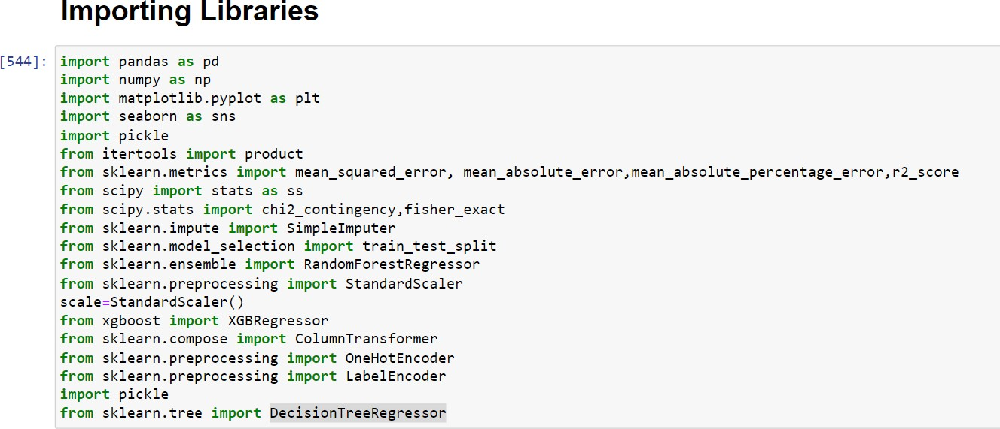 Importing Libraries
[544]:
import pandas as pd
import numpy as np
import matplotlib.pyplot as plt
import seaborn as sns
import pickle
from itertools import product
from sklearn.metrics import mean_squared_error, mean_absolute_error,mean_absolute_percentage_error,r2_score
from scipy import stats as ss
from scipy.stats import chi2_contingency,fisher_exact
from sklearn.impute import SimpleImputer
from sklearn.model_selection import train_test_split
from sklearn.ensemble import RandomForestRegressor
from sklearn.preprocessing import StandardScaler
scale=StandardScaler()
from xgboost import XGBRegressor
from sklearn.compose import ColumnTransformer
from sklearn.preprocessing import OneHotEncoder
from sklearn.preprocessing import LabelEncoder
import pickle
from sklearn.tree import DecisionTreeRegressor